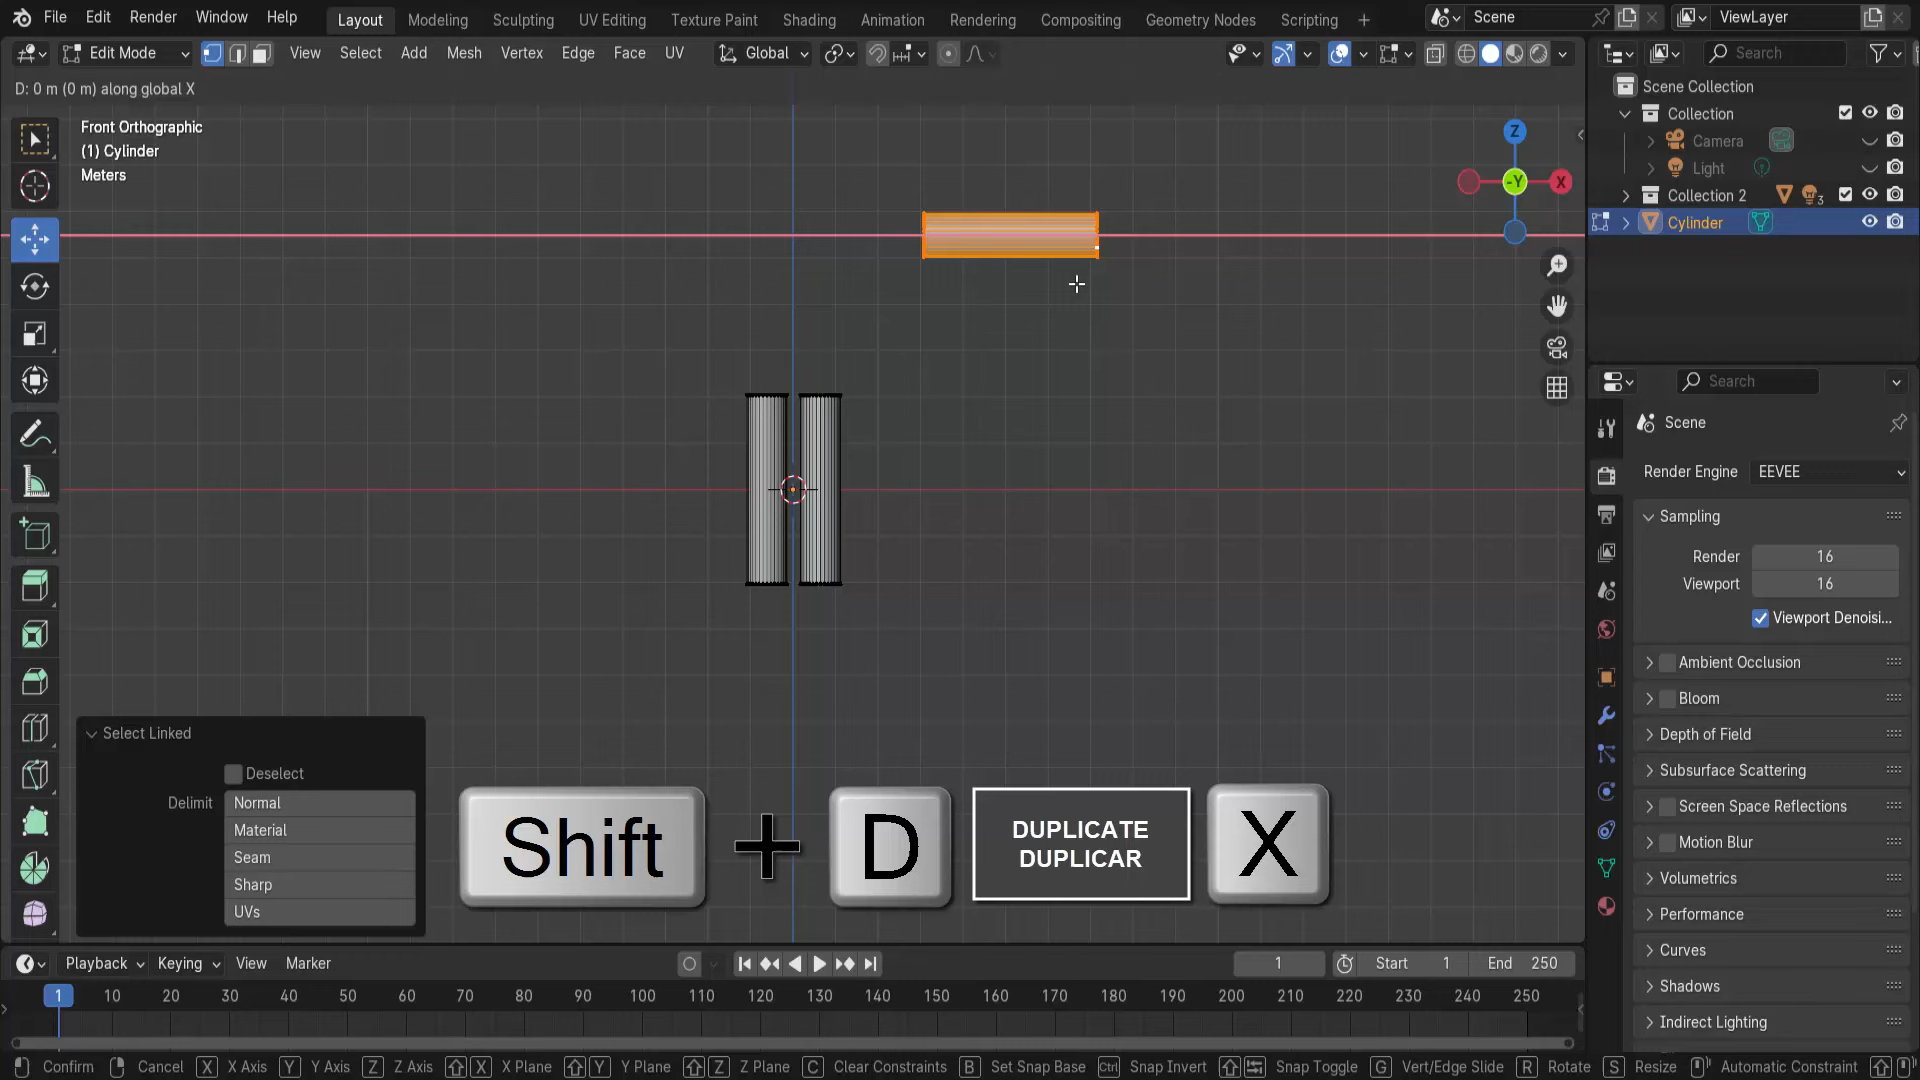 File Edit Render Window Help Layout Modeling Sculpting UV Editing Texture Paint Shading Animation Rendering Compositing Geometry Nodes Scripting + Scene ViewLayer
Edit Mode View Select Add Mesh Vertex Edge Face UV Global Search
D: 0 m (0 m) along global X
Front Orthographic
(1) Cylinder
Meters
Z
-Y
X
Scene Collection
Collection
Camera
Light
Collection 2 3
Cylinder
Search
Scene
Render Engine EEVEE
Sampling
Render 16
Viewport 16
Viewport Denoisi...
Ambient Occlusion
Bloom
Depth of Field
Subsurface Scattering
Screen Space Reflections
Motion Blur
Volumetrics
Performance
Curves
Shadows
Indirect Lighting
Select Linked
Deselect
Delimit Normal
Material
Seam
Sharp
UVs
Shift + D DUPLICATE
DUPLICAR X
Playback Keying View Marker 1 Start 1 End 250
1 10 20 30 40 50 60 70 80 90 100 110 120 130 140 150 160 170 180 190 200 210 220 230 240 250
Confirm Cancel X X Axis Y Y Axis Z Z Axis X X Plane Y Y Plane Z Z Plane C Clear Constraints B Set Snap Base Ctrl Snap Invert Snap Toggle G Vert/Edge Slide R Rotate S Resize Automatic Constraint